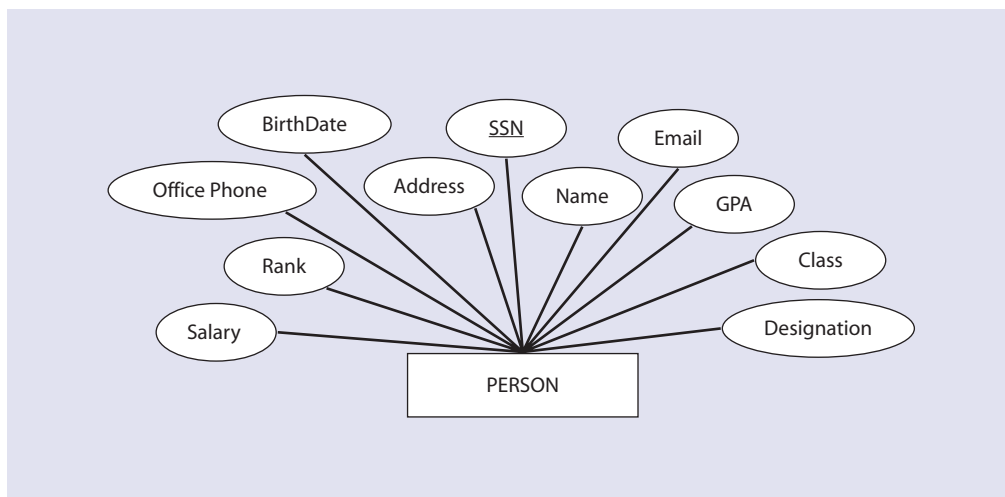 BirthDate
SSN
Email
Office Phone
Address
Name
GPA
Rank
Class
Salary
Designation
PERSON